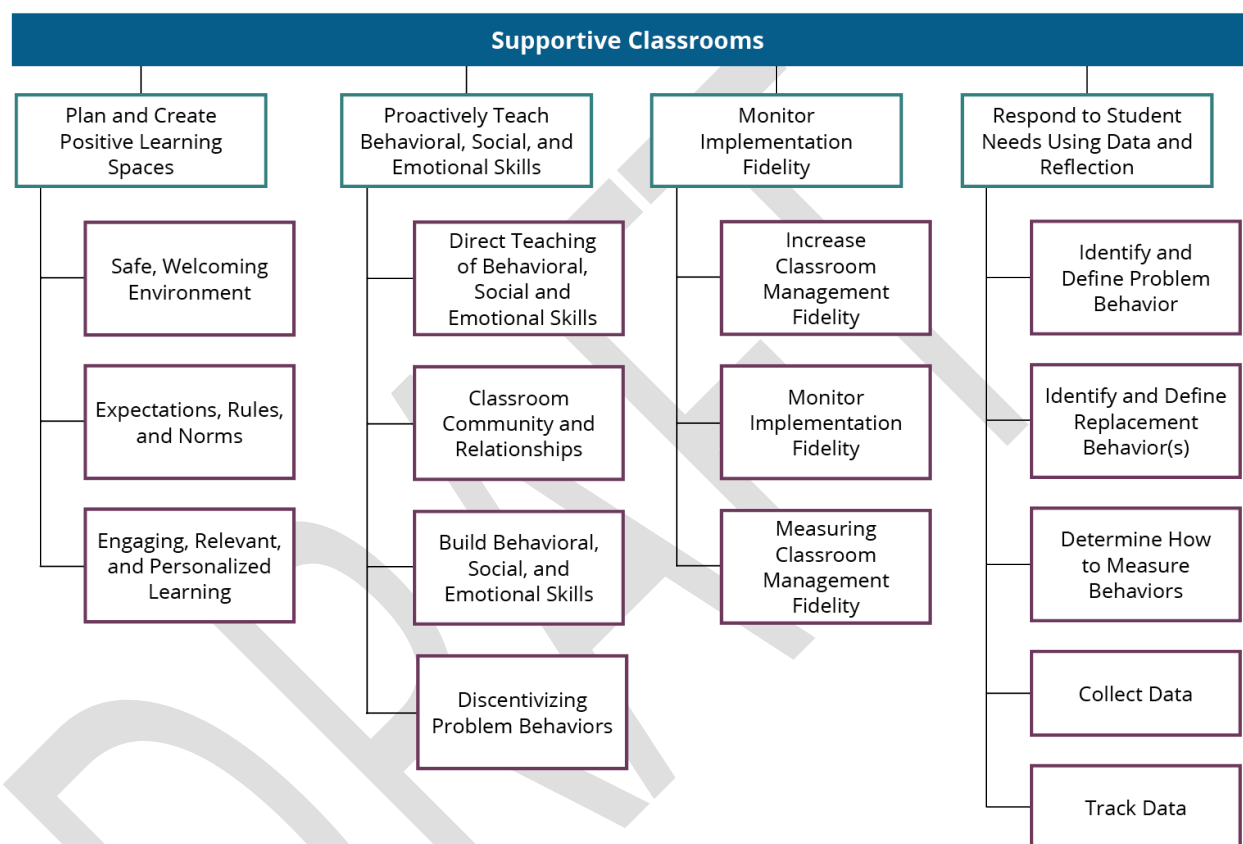 Supportive Classrooms
Plan and Create
Positive Learning
Spaces
Safe, Welcoming
Environment
Expectations, Rules,
and Norms
Engaging, Relevant,
and Personalized
Learning
Proactively Teach
Behavioral, Social, and
Emotional Skills
Direct Teaching
of Behavioral,
Social and
Emotional Skills
Classroom
Community and
Relationships
Build Behavioral,
Social, and
Emotional Skills
Discentivizing
Problem Behaviors
Monitor
Implementation
Fidelity
Increase
Classroom
Management
Fidelity
Monitor
Implementation
Fidelity
Measuring
Classroom
Management
Fidelity
Respond to Student
Needs Using Data and
Reflection
Identify and
Define Problem
Behavior
Identify and Define
Replacement
Behavior(s)
Determine How
to Measure
Behaviors
Collect Data
Track Data
DRAFT